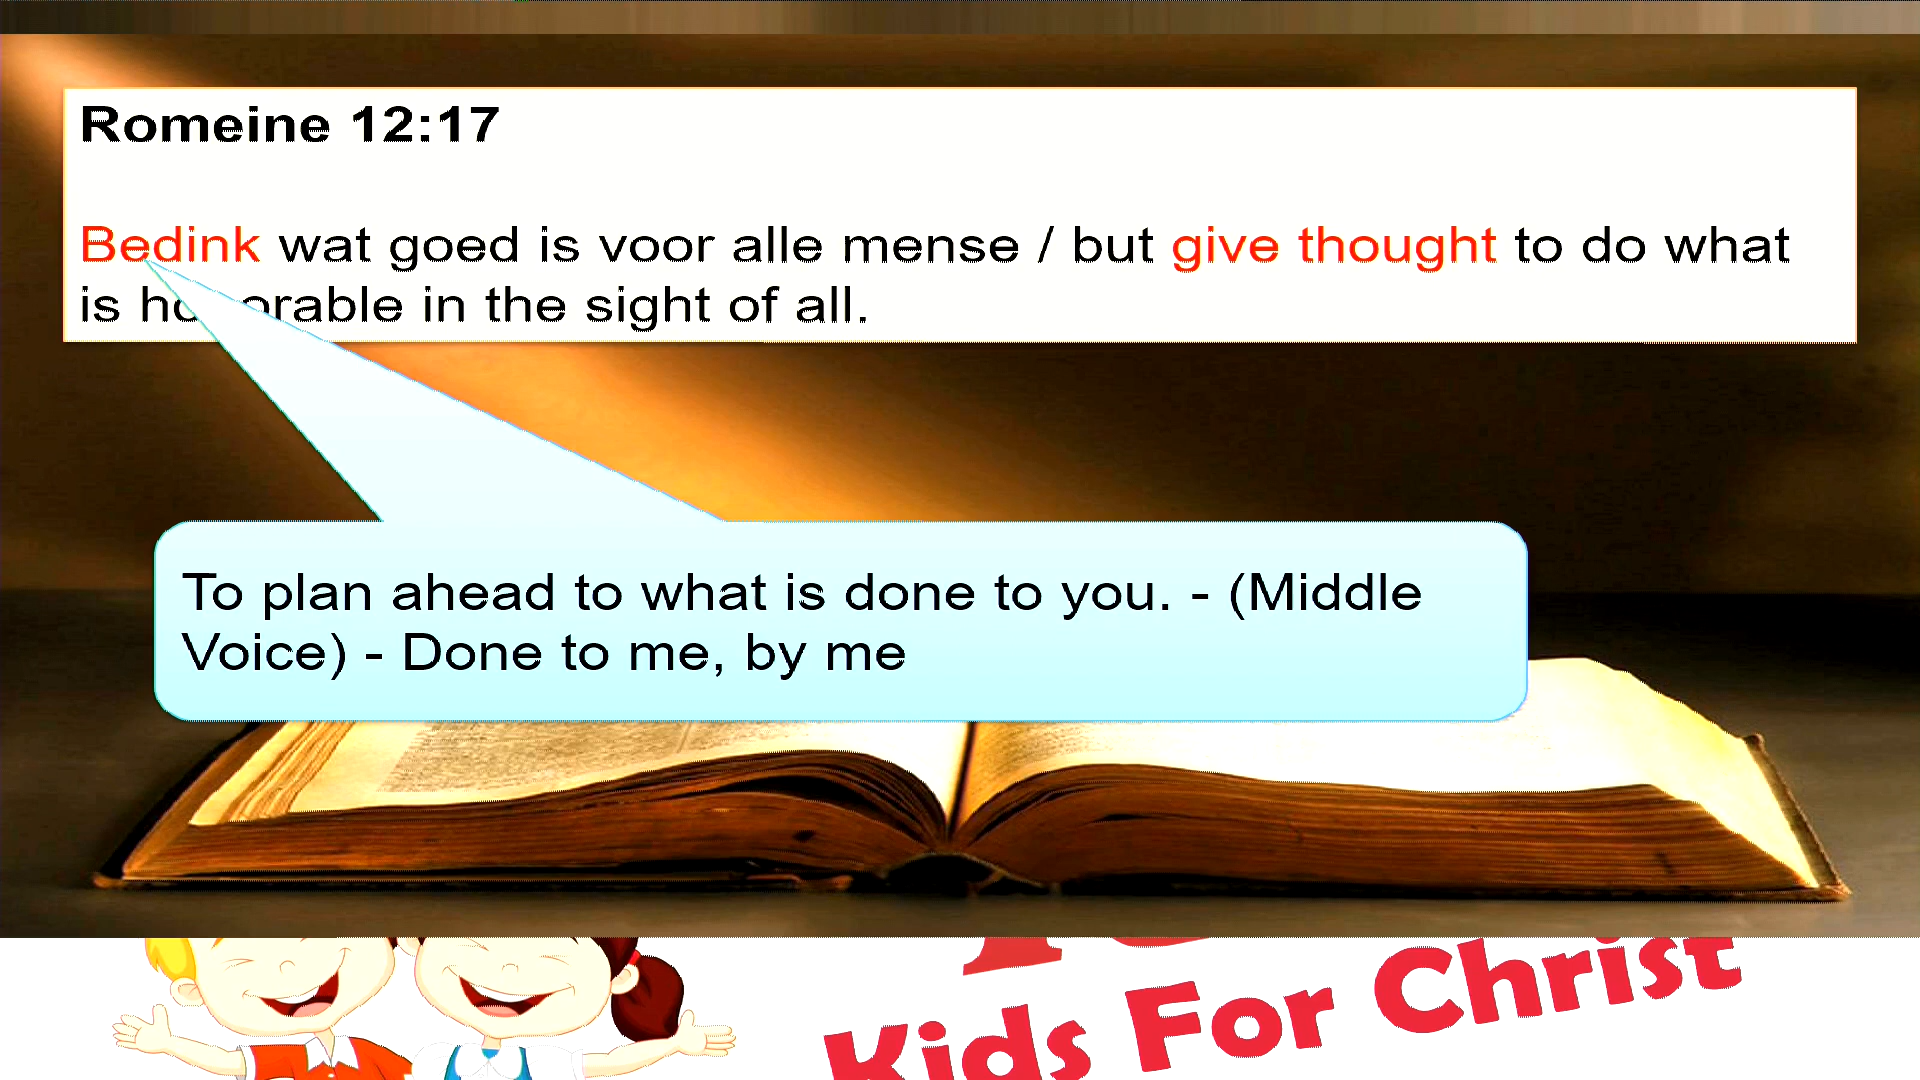 Romeine 12:17
Bedink wat goed is voor alle mense / but give thought to do what
is orable in the sight of all.
To plan ahead to what is done to you. - (Middle
Voice) - Done to me, by me
Kids For Christ